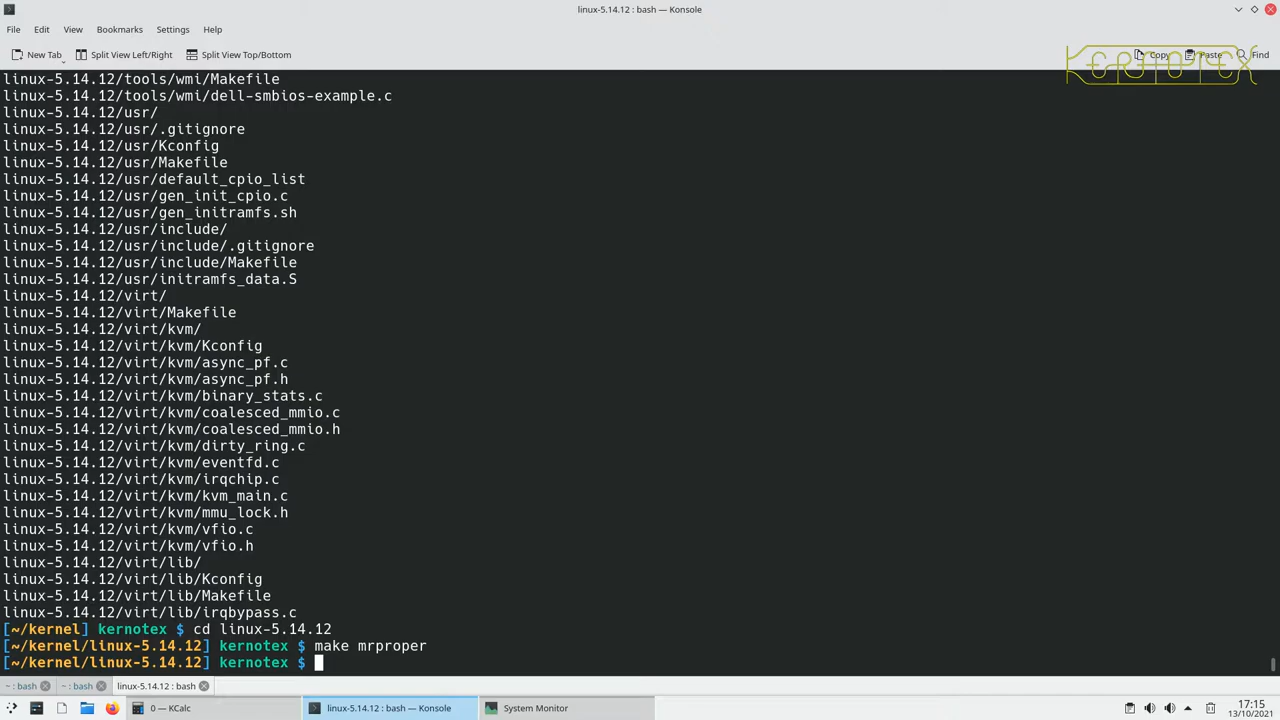 linux-5.14.12 : bash — Konsole
File Edit View Bookmarks Settings Help
New Tab Split View Left/Right Split View Top/Bottom Copy Paste Find
KERNOTEX
linux-5.14.12/tools/wmi/Makefile
linux-5.14.12/tools/wmi/dell-smbios-example.c
linux-5.14.12/usr/
linux-5.14.12/usr/.gitignore
linux-5.14.12/usr/Kconfig
linux-5.14.12/usr/Makefile
linux-5.14.12/usr/default_cpio_list
linux-5.14.12/usr/gen_init_cpio.c
linux-5.14.12/usr/gen_initramfs.sh
linux-5.14.12/usr/include/
linux-5.14.12/usr/include/.gitignore
linux-5.14.12/usr/include/Makefile
linux-5.14.12/usr/initramfs_data.S
linux-5.14.12/virt/
linux-5.14.12/virt/Makefile
linux-5.14.12/virt/kvm/
linux-5.14.12/virt/kvm/Kconfig
linux-5.14.12/virt/kvm/async_pf.c
linux-5.14.12/virt/kvm/async_pf.h
linux-5.14.12/virt/kvm/binary_stats.c
linux-5.14.12/virt/kvm/coalesced_mmio.c
linux-5.14.12/virt/kvm/coalesced_mmio.h
linux-5.14.12/virt/kvm/dirty_ring.c
linux-5.14.12/virt/kvm/eventfd.c
linux-5.14.12/virt/kvm/irqchip.c
linux-5.14.12/virt/kvm/kvm_main.c
linux-5.14.12/virt/kvm/mmu_lock.h
linux-5.14.12/virt/kvm/vfio.c
linux-5.14.12/virt/kvm/vfio.h
linux-5.14.12/virt/lib/
linux-5.14.12/virt/lib/Kconfig
linux-5.14.12/virt/lib/Makefile
linux-5.14.12/virt/lib/irqbypass.c
[~/kernel] kernotex $ cd linux-5.14.12
[~/kernel/linux-5.14.12] kernotex $ make mrproper
[~/kernel/linux-5.14.12] kernotex $
~ : bash ~ : bash linux-5.14.12 : bash
0 — KCalc linux-5.14.12 : bash — Konsole System Monitor 17:15
13/10/2021